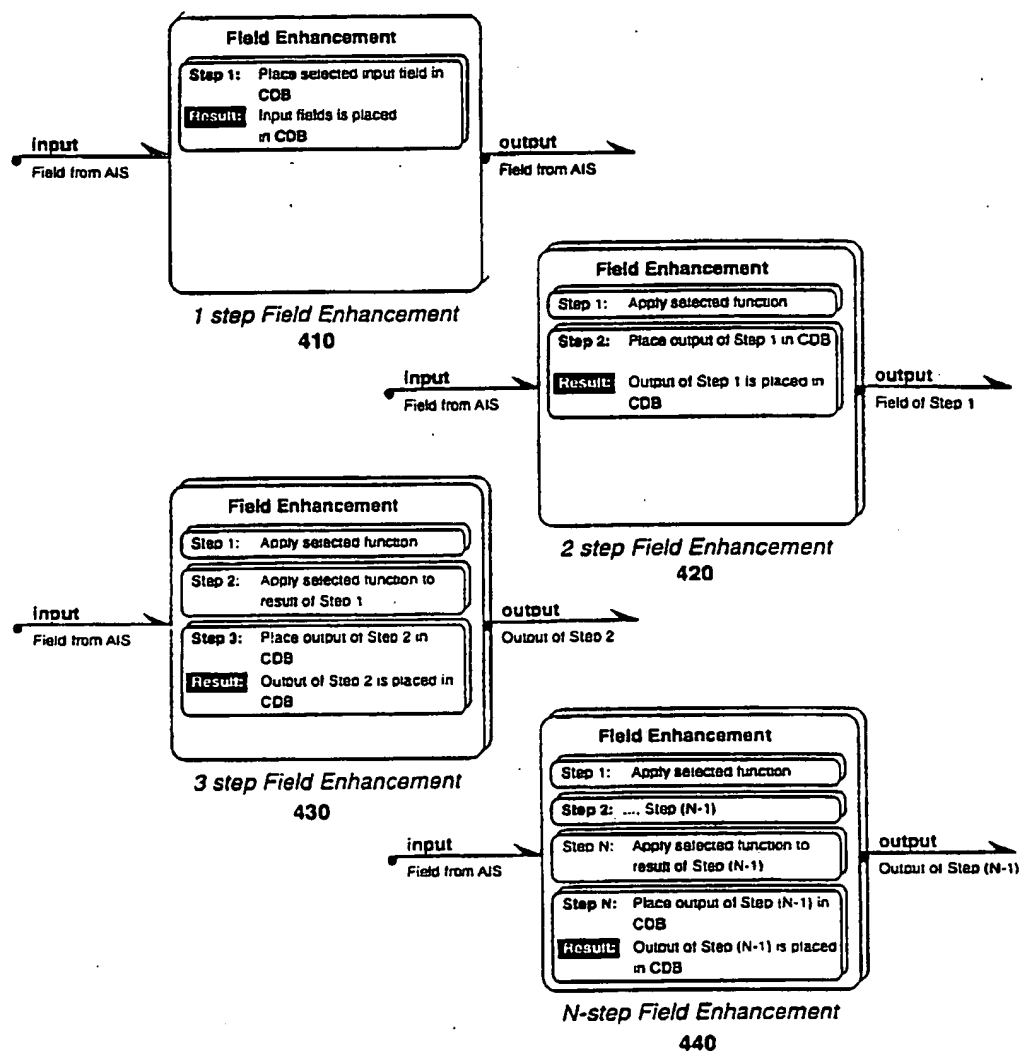 Field Enhancement
Step 1: Place selected input field in
CDB
Result: Input fields is placed
in CDB
input
Field from AIS
output
Field from AIS
1 step Field Enhancement
410
Field Enhancement
Step 1: Apply selected function
Step 2: Place output of Step 1 in CDB
Result: Output of Step 1 is placed in
CDB
input
Field from AIS
output
Field of Step 1
2 step Field Enhancement
420
Field Enhancement
Step 1: Apply selected function
Step 2: Apply selected function to
result of Step 1
Step 3: Place output of Step 2 in
CDB
Result: Output of Step 2 is placed in
CDB
input
Field from AIS
output
Output of Step 2
3 step Field Enhancement
430
Field Enhancement
Step 1: Apply selected function
Step 2: ..., Step (N-1)
Step N: Apply selected function to
result of Step (N-1)
Step N: Place output of Step (N-1) in
CDB
Result: Output of Step (N-1) is placed
in CDB
input
Field from AIS
output
Output of Step (N-1)
N-step Field Enhancement
440